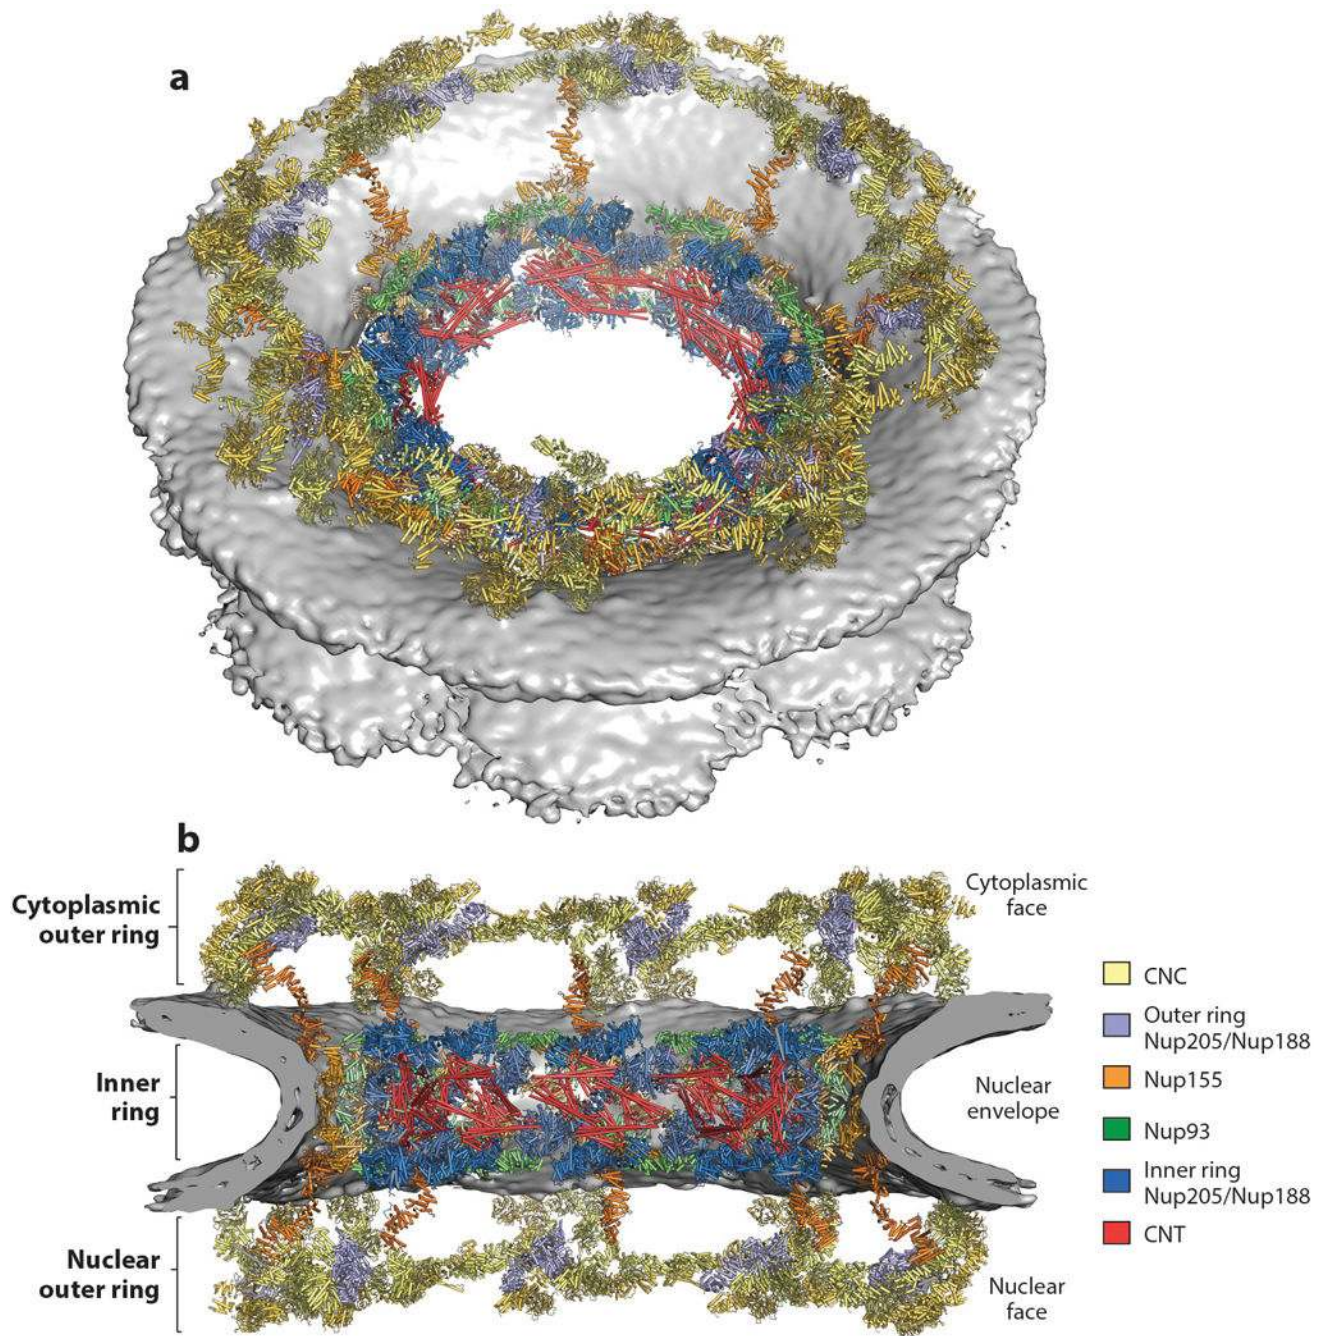 a
b
Cytoplasmic
outer ring
Cytoplasmic
face
Inner
ring
Nuclear
envelope
Nuclear
outer ring
Nuclear
face
CNC
Outer ring
Nup205/Nup188
Nup155
Nup93
Inner ring
Nup205/Nup188
CNT